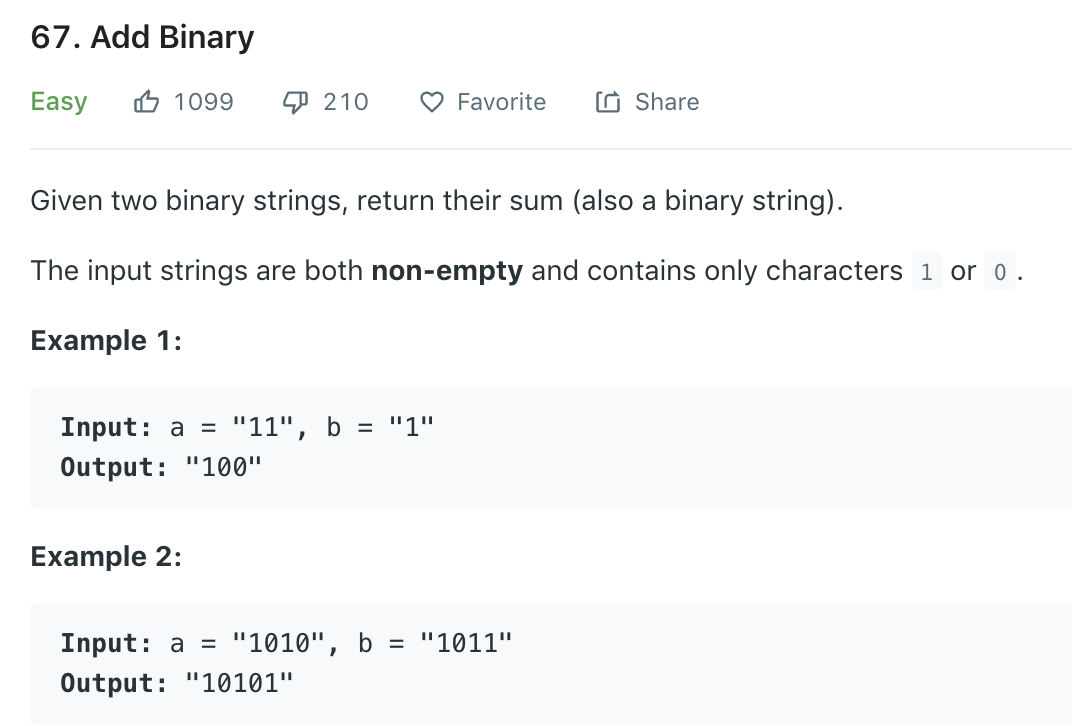 67. Add Binary
Easy 1099 210 Favorite Share
Given two binary strings, return their sum (also a binary string).
The input strings are both non-empty and contains only characters 1 or 0.
Example 1:
Input: a = "11", b = "1"
Output: "100"
Example 2:
Input: a = "1010", b = "1011"
Output: "10101"